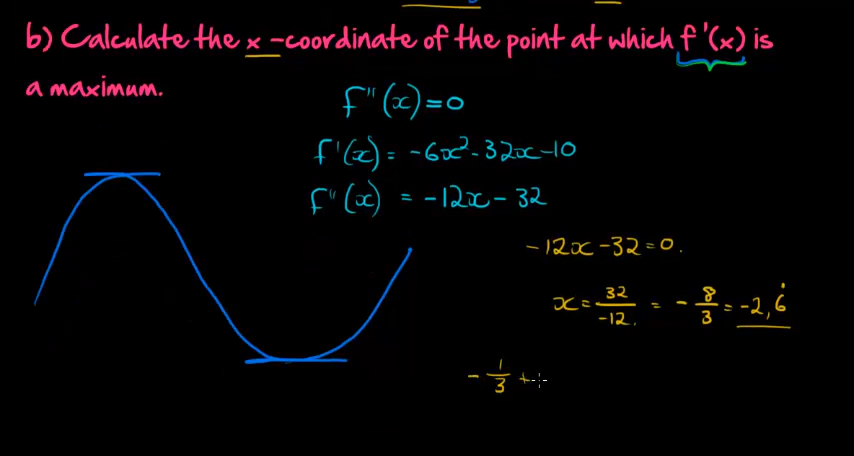 b) Calculate the x-coordinate of the point at which f'(x) is
a maximum.
f''(x) = 0
f'(x) = -6x² - 32x - 10
f''(x) = -12x - 32
-12x - 32 = 0.
x = 32/-12. = -8/3 = -2,6̇
-1/3 +